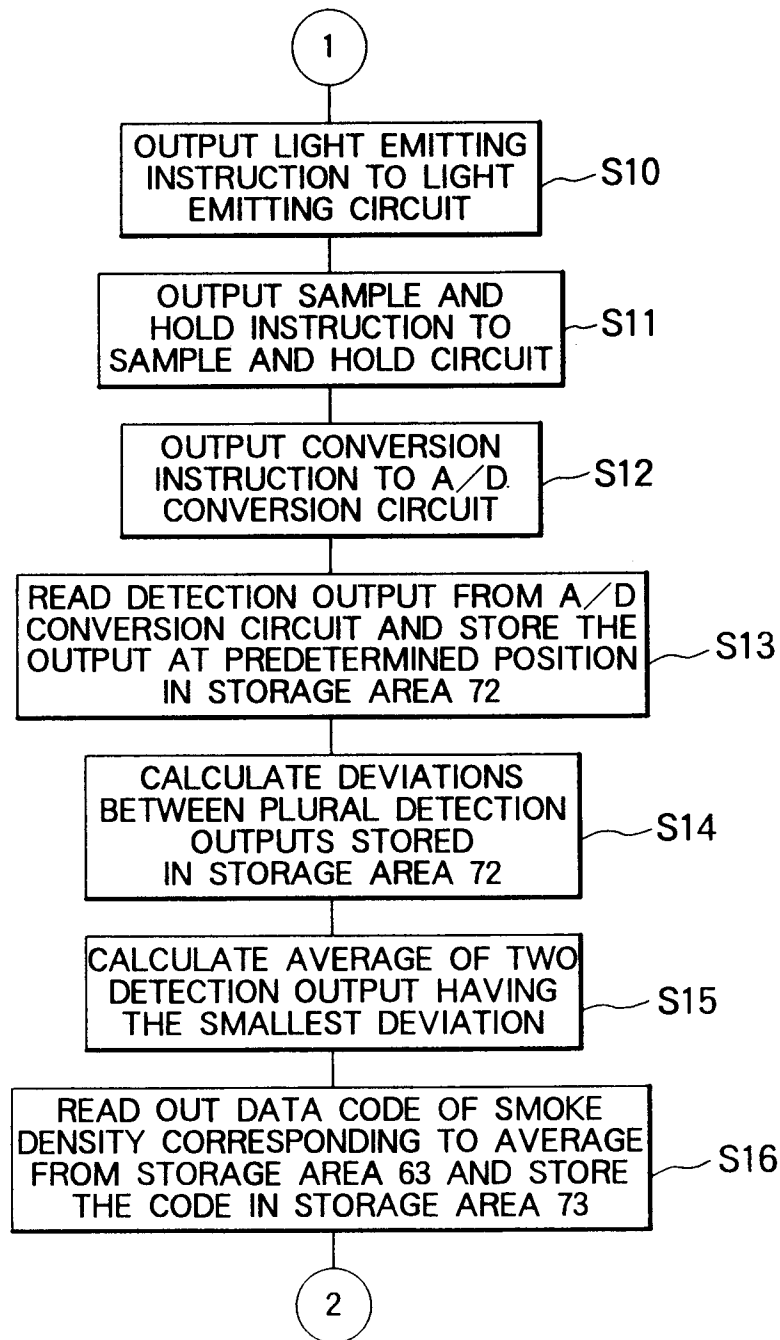 1
OUTPUT LIGHT EMITTING
INSTRUCTION TO LIGHT
EMITTING CIRCUIT
S10
OUTPUT SAMPLE AND
HOLD INSTRUCTION TO
SAMPLE AND HOLD CIRCUIT
S11
OUTPUT CONVERSION
INSTRUCTION TO A/D
CONVERSION CIRCUIT
S12
READ DETECTION OUTPUT FROM A/D
CONVERSION CIRCUIT AND STORE THE
OUTPUT AT PREDETERMINED POSITION
IN STORAGE AREA 72
S13
CALCULATE DEVIATIONS
BETWEEN PLURAL DETECTION
OUTPUTS STORED
IN STORAGE AREA 72
S14
CALCULATE AVERAGE OF TWO
DETECTION OUTPUT HAVING
THE SMALLEST DEVIATION
S15
READ OUT DATA CODE OF SMOKE
DENSITY CORRESPONDING TO AVERAGE
FROM STORAGE AREA 63 AND STORE
THE CODE IN STORAGE AREA 73
S16
2